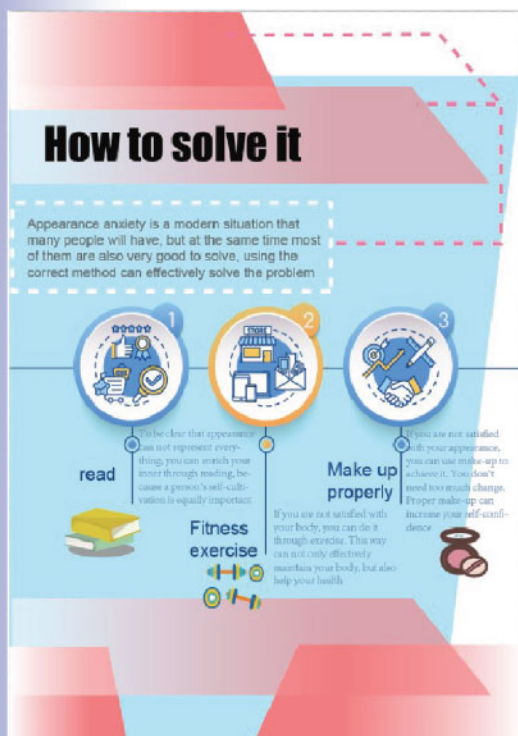 How to solve it
Appearance anxiety is a modern situation that
many people will have, but at the same time most
of them are also very good to solve, using the
correct method can effectively solve the problem
1
2
3
STORE
read
To be clear that appearance
can not represent every-
thing, you can enrich your
inner through reading, be-
cause a person's self-culti-
vation is equally important
Fitness
exercise
If you are not satisfied with
your body, you can do it
through exercise. This way
can not only effectively
maintain your body, but also
help your health
Make up
properly
If you are not satisfied
with your appearance,
you can use make-up to
achieve it. You don't
need too much change.
Proper make-up can
increase your self-confi-
dence